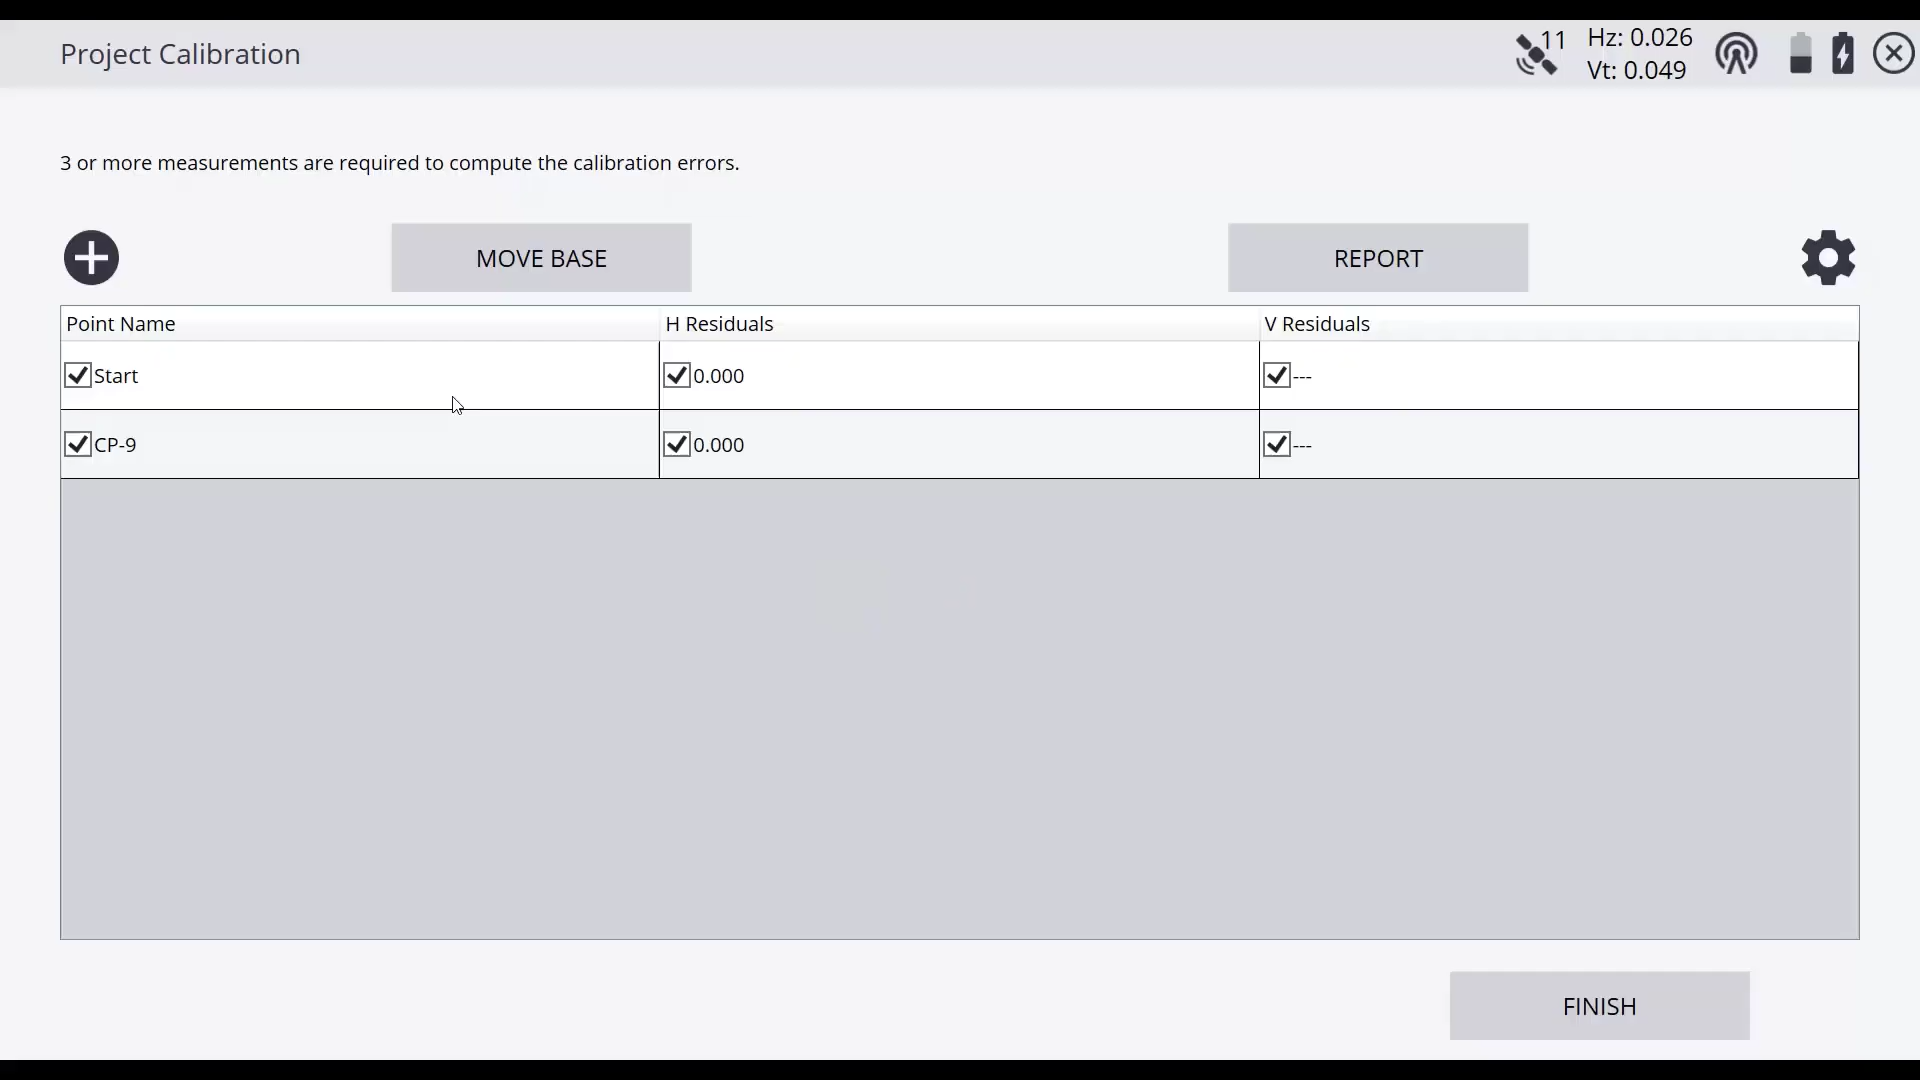 Project Calibration
11
Hz: 0.026
Vt: 0.049
3 or more measurements are required to compute the calibration errors.
MOVE BASE
REPORT
Point Name
H Residuals
V Residuals
Start
0.000
---
CP-9
0.000
---
FINISH